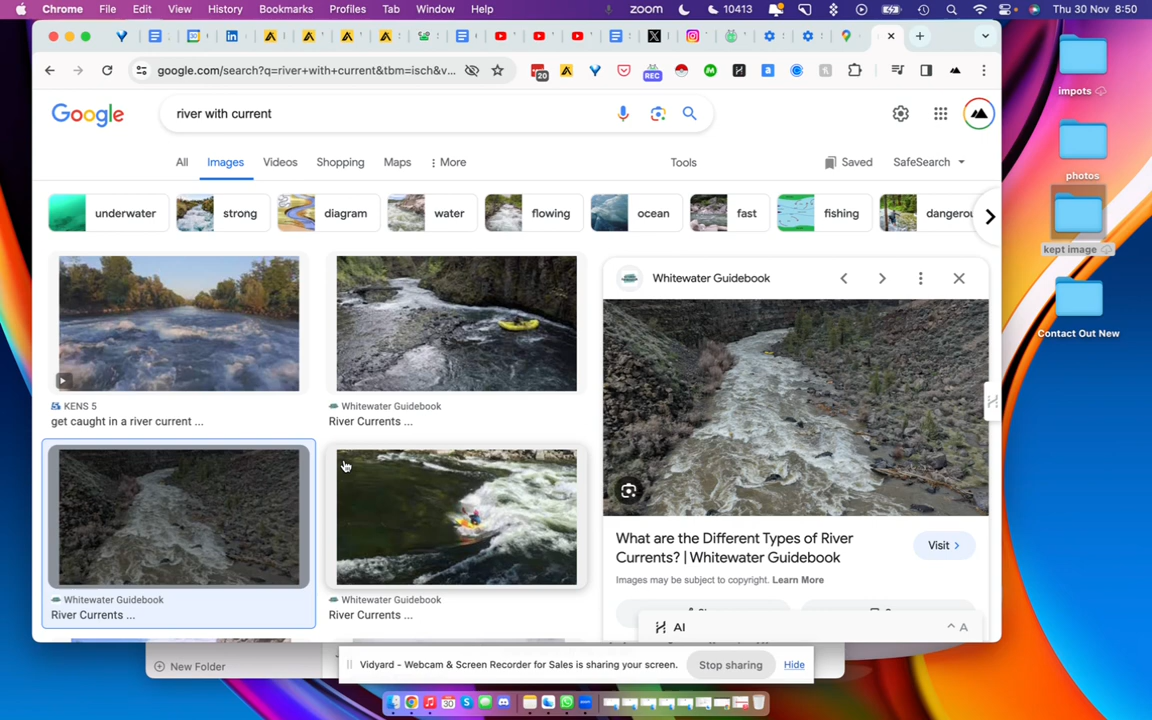 Chrome File Edit View History Bookmarks Profiles Tab Window Help zoom 10413 Thu 30 Nov 8:50
google.com/search?q=river+with+current&tbm=isch&v...
20
REC
Google
river with current
All Images Videos Shopping Maps More Tools Saved SafeSearch
underwater strong diagram water flowing ocean fast fishing dangerou
Whitewater Guidebook
KENS 5
get caught in a river current ...
Whitewater Guidebook
River Currents ...
Whitewater Guidebook
River Currents ...
Whitewater Guidebook
River Currents ...
What are the Different Types of River
Currents? | Whitewater Guidebook
Visit
Images may be subject to copyright. Learn More
AI
A
New Folder
Vidyard - Webcam & Screen Recorder for Sales is sharing your screen. Stop sharing Hide
impots
photos
kept image
Contact Out New